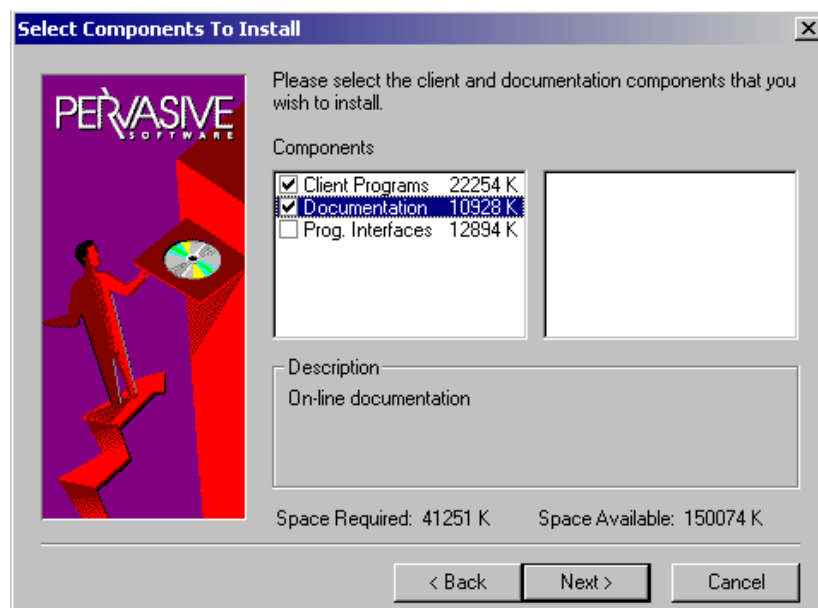 Select Components To Install
PERVASIVE
SOFTWARE
Please select the client and documentation components that you
wish to install.
Components
Client Programs 22254 K
Documentation 10928 K
Prog. Interfaces 12894 K
Description
On-line documentation
Space Required: 41251 K Space Available: 150074 K
< Back Next > Cancel